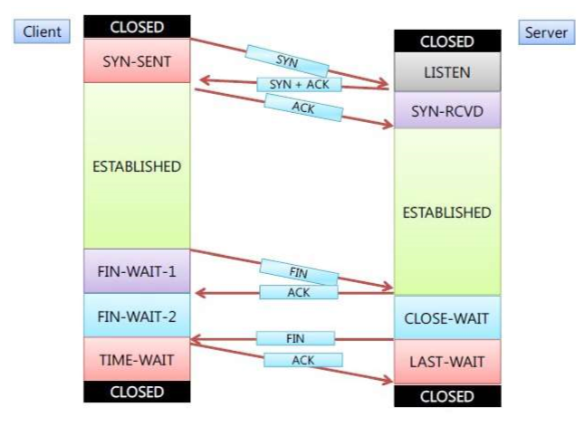 Client
CLOSED
SYN-SENT
ESTABLISHED
FIN-WAIT-1
FIN-WAIT-2
TIME-WAIT
CLOSED
SYN
SYN + ACK
ACK
FIN
ACK
FIN
ACK
Server
CLOSED
LISTEN
SYN-RCVD
ESTABLISHED
CLOSE-WAIT
LAST-WAIT
CLOSED